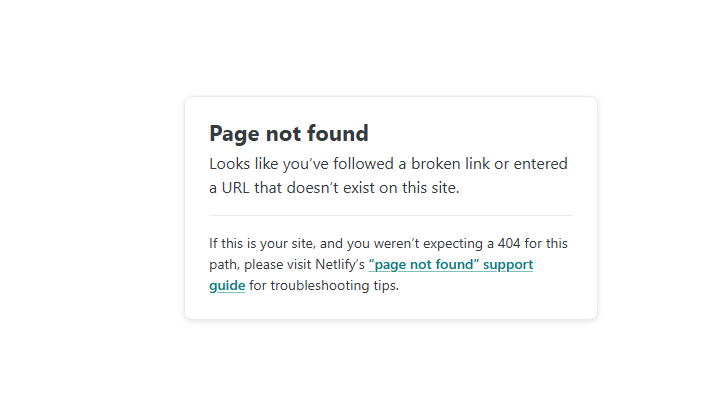 Page not found
Looks like you’ve followed a broken link or entered
a URL that doesn’t exist on this site.
If this is your site, and you weren’t expecting a 404 for this
path, please visit Netlify’s “page not found” support
guide for troubleshooting tips.